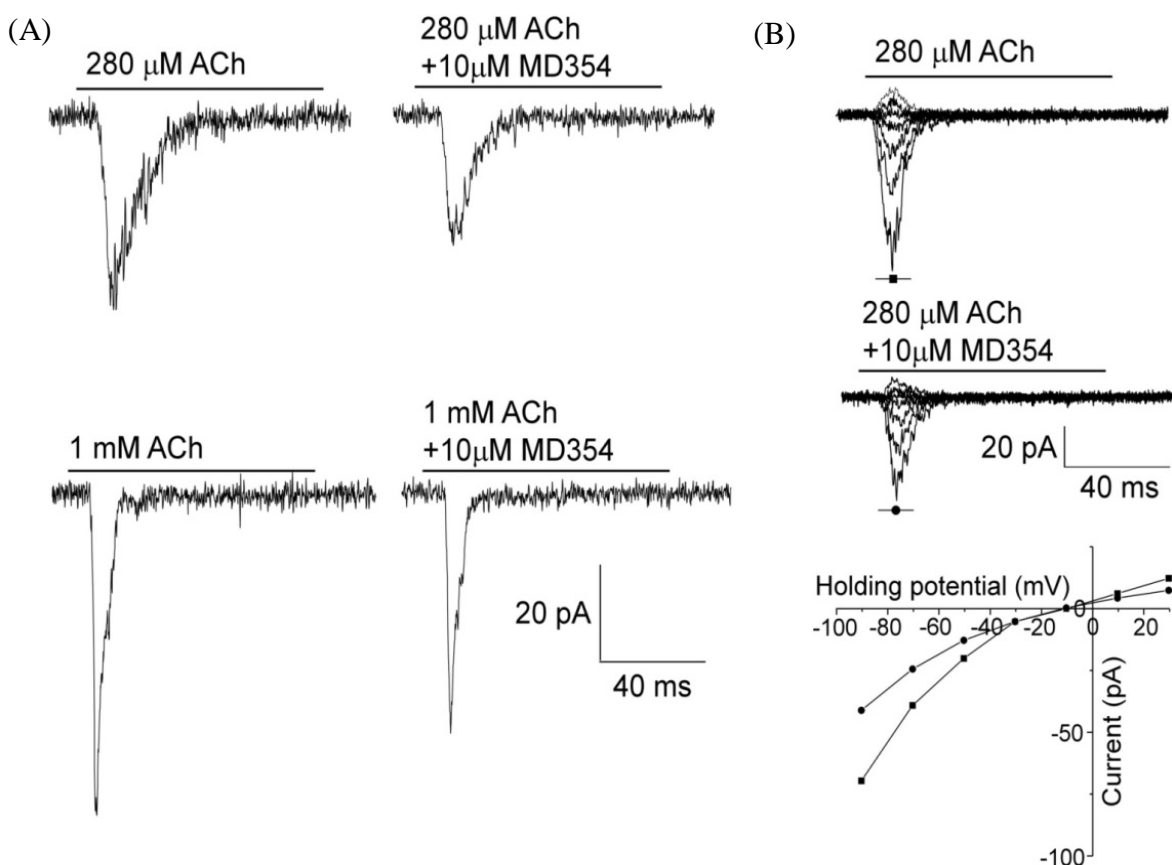 (A)
280 μM ACh
280 μM ACh
+10μM MD354
1 mM ACh
1 mM ACh
+10μM MD354
20 pA
40 ms
(B)
280 μM ACh
280 μM ACh
+10μM MD354
20 pA
40 ms
Holding potential (mV)
0
-100 -80 -60 -40 -20 0 20
-50
-100
Current (pA)